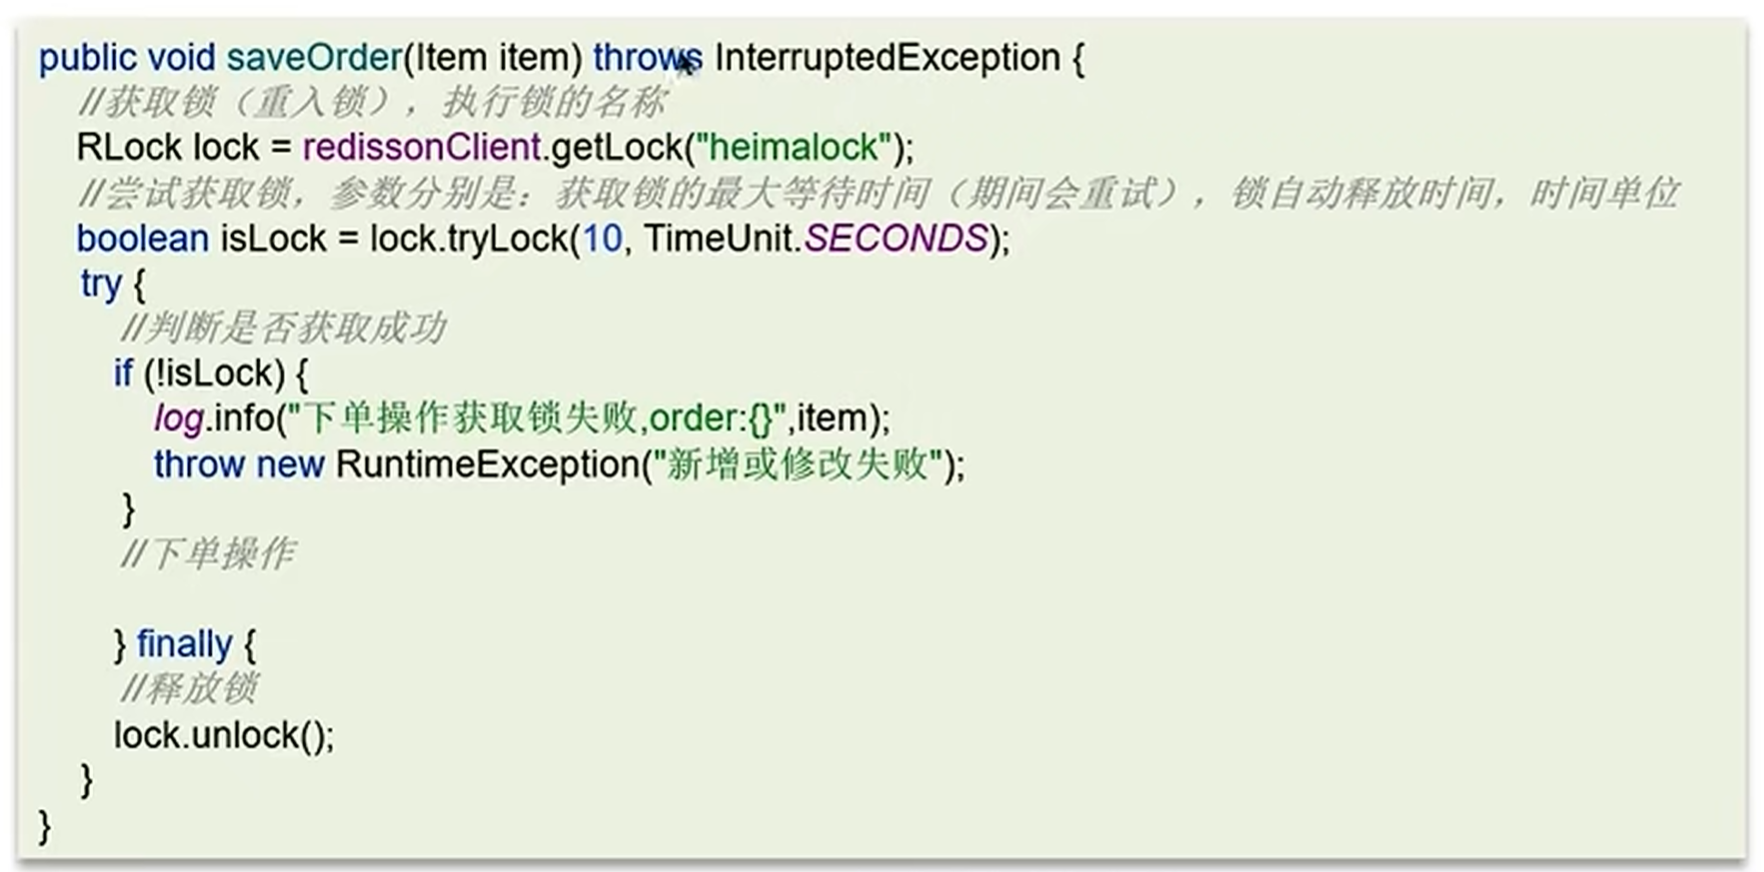 public void saveOrder(Item item) throws InterruptedException {
//获取锁（重入锁），执行锁的名称
RLock lock = redissonClient.getLock("heimalock");
//尝试获取锁，参数分别是：获取锁的最大等待时间（期间会重试），锁自动释放时间，时间单位
boolean isLock = lock.tryLock(10, TimeUnit.SECONDS);
try {
//判断是否获取成功
if (!isLock) {
log.info("下单操作获取锁失败,order:{}",item);
throw new RuntimeException("新增或修改失败");
}
//下单操作
} finally {
//释放锁
lock.unlock();
}
}